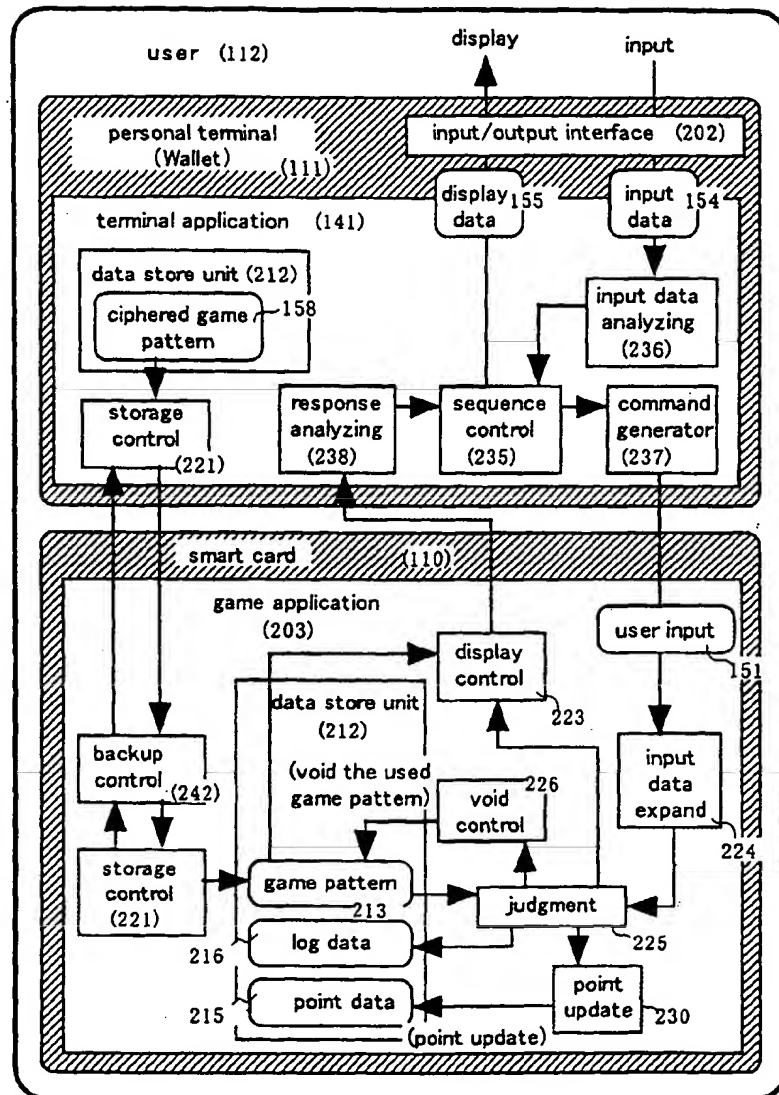 display
input
user (112)
personal terminal
(Wallet)
(111)
input/output interface (202)
display
data
155
input
data
154
terminal application (141)
data store unit (212)
ciphered game
pattern
158
input data
analyzing
(236)
storage
control
(221)
response
analyzing
(238)
sequence
control
(235)
command
generator
(237)
smart card (110)
game application
(203)
user input
151
display
control
223
data store unit
(212)
backup
control
(242)
(void the used
game pattern)
226
void
control
input
data
expand
224
storage
control
(221)
game pattern
213
judgment
225
216
log data
215
point data
point
update
230
(point update)